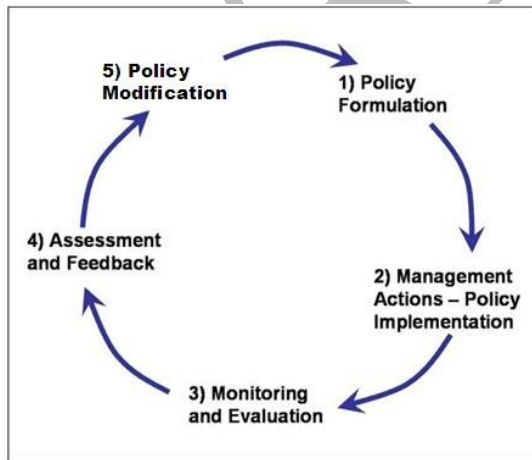 1) Policy
Formulation
2) Management
Actions – Policy
Implementation
3) Monitoring
and Evaluation
4) Assessment
and Feedback
5) Policy
Modification